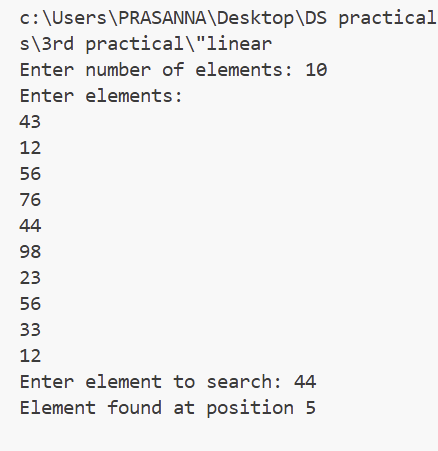 c:\Users\PRASANNA\Desktop\DS practical
s\3rd practical\"linear
Enter number of elements: 10
Enter elements:
43
12
56
76
44
98
23
56
33
12
Enter element to search: 44
Element found at position 5